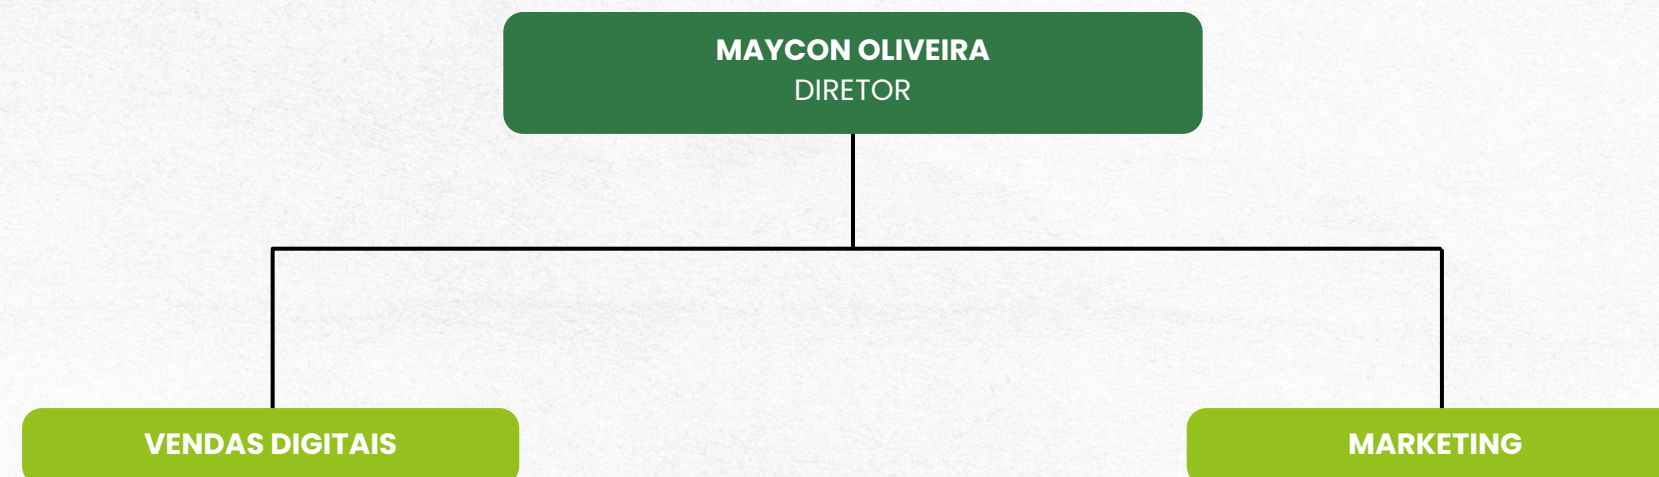 MAYCON OLIVEIRA
DIRETOR
VENDAS DIGITAIS
MARKETING